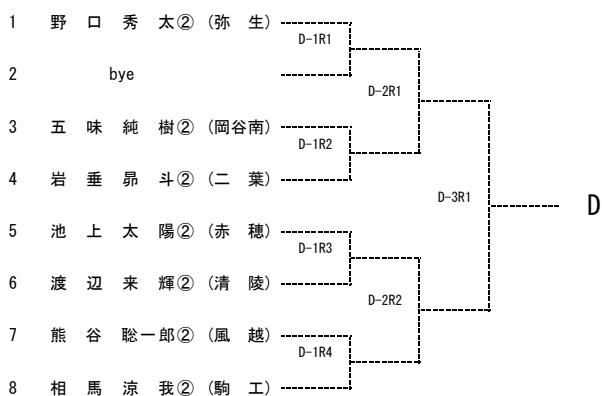 1 野 口 秀 太② (弥 生)
D-1R1
2 bye
D-2R1
3 五 味 純 樹② (岡谷南)
D-1R2
4 岩 垂 昴 斗② (二 葉)
D-3R1
D
5 池 上 太 陽② (赤 穂)
D-1R3
6 渡 辺 来 輝② (清 陵)
D-2R2
7 熊 谷 聡一郎② (風 越)
D-1R4
8 相 馬 涼 我② (駒 工)